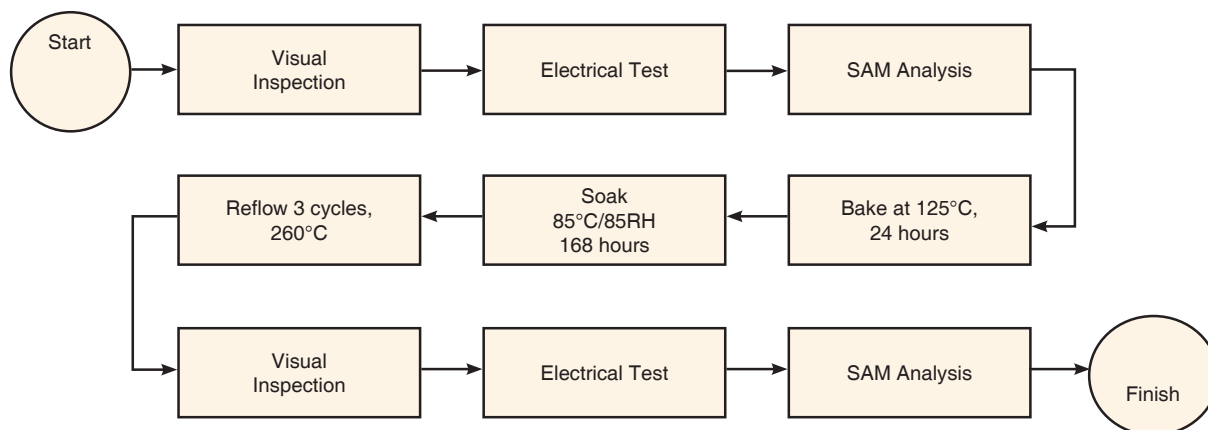 Start
Visual
Inspection
Electrical Test
SAM Analysis
Bake at 125°C,
24 hours
Soak
85°C/85RH
168 hours
Reflow 3 cycles,
260°C
Visual
Inspection
Electrical Test
SAM Analysis
Finish